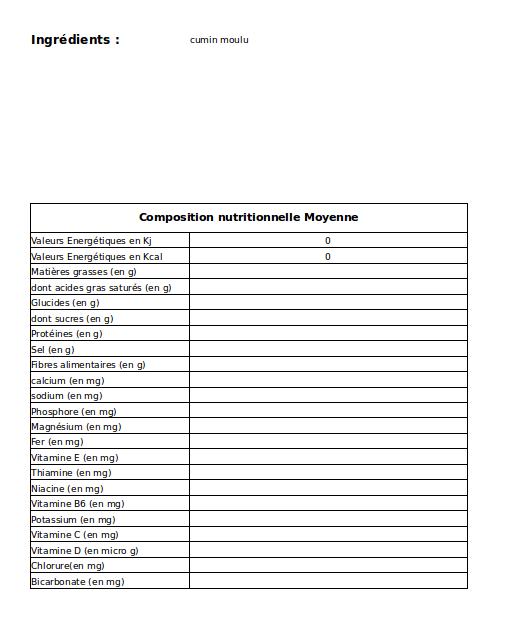 Ingrédients : cumin moulu
Composition nutritionnelle Moyenne
Valeurs Energétiques en Kj 0
Valeurs Energétiques en Kcal 0
Matières grasses (en g)
dont acides gras saturés (en g)
Glucides (en g)
dont sucres (en g)
Protéines (en g)
Sel (en g)
Fibres alimentaires (en g)
calcium (en mg)
sodium (en mg)
Phosphore (en mg)
Magnésium (en mg)
Fer (en mg)
Vitamine E (en mg)
Thiamine (en mg)
Niacine (en mg)
Vitamine B6 (en mg)
Potassium (en mg)
Vitamine C (en mg)
Vitamine D (en micro g)
Chlorure(en mg)
Bicarbonate (en mg)